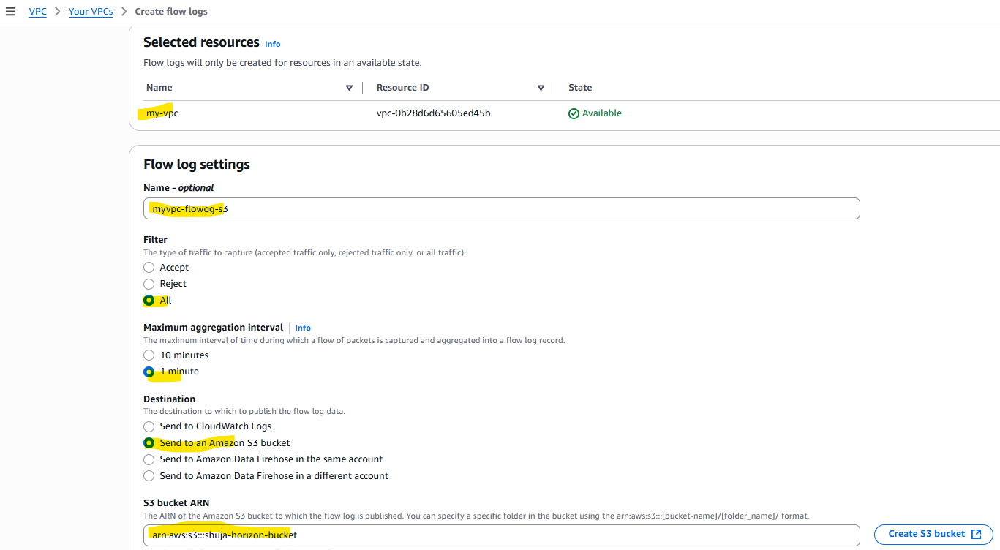 VPC > Your VPCs > Create flow logs
Selected resources Info
Flow logs will only be created for resources in an available state.
Name Resource ID State
my-vpc vpc-0b28d6d65605ed45b Available
Flow log settings
Name - optional
myvpc-flowog-s3
Filter
The type of traffic to capture (accepted traffic only, rejected traffic only, or all traffic).
Accept
Reject
All
Maximum aggregation interval Info
The maximum interval of time during which a flow of packets is captured and aggregated into a flow log record.
10 minutes
1 minute
Destination
The destination to which to publish the flow log data.
Send to CloudWatch Logs
Send to an Amazon S3 bucket
Send to Amazon Data Firehose in the same account
Send to Amazon Data Firehose in a different account
S3 bucket ARN
The ARN of the Amazon S3 bucket to which the flow log is published. You can specify a specific folder in the bucket using the arn:aws:s3:::[bucket-name]/[folder_name]/ format.
arn:aws:s3:::shuja-horizon-bucket Create S3 bucket